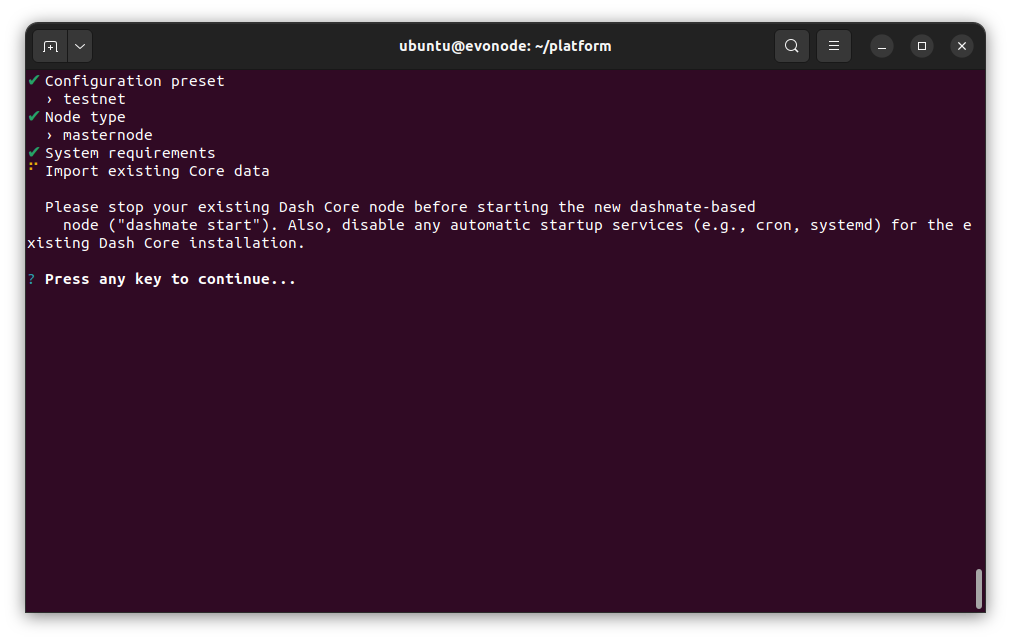 ubuntu@evonode: ~/platform
✔ Configuration preset
› testnet
✔ Node type
› masternode
✔ System requirements
⠋ Import existing Core data
Please stop your existing Dash Core node before starting the new dashmate-based
node ("dashmate start"). Also, disable any automatic startup services (e.g., cron, systemd) for the e
xisting Dash Core installation.
? Press any key to continue...